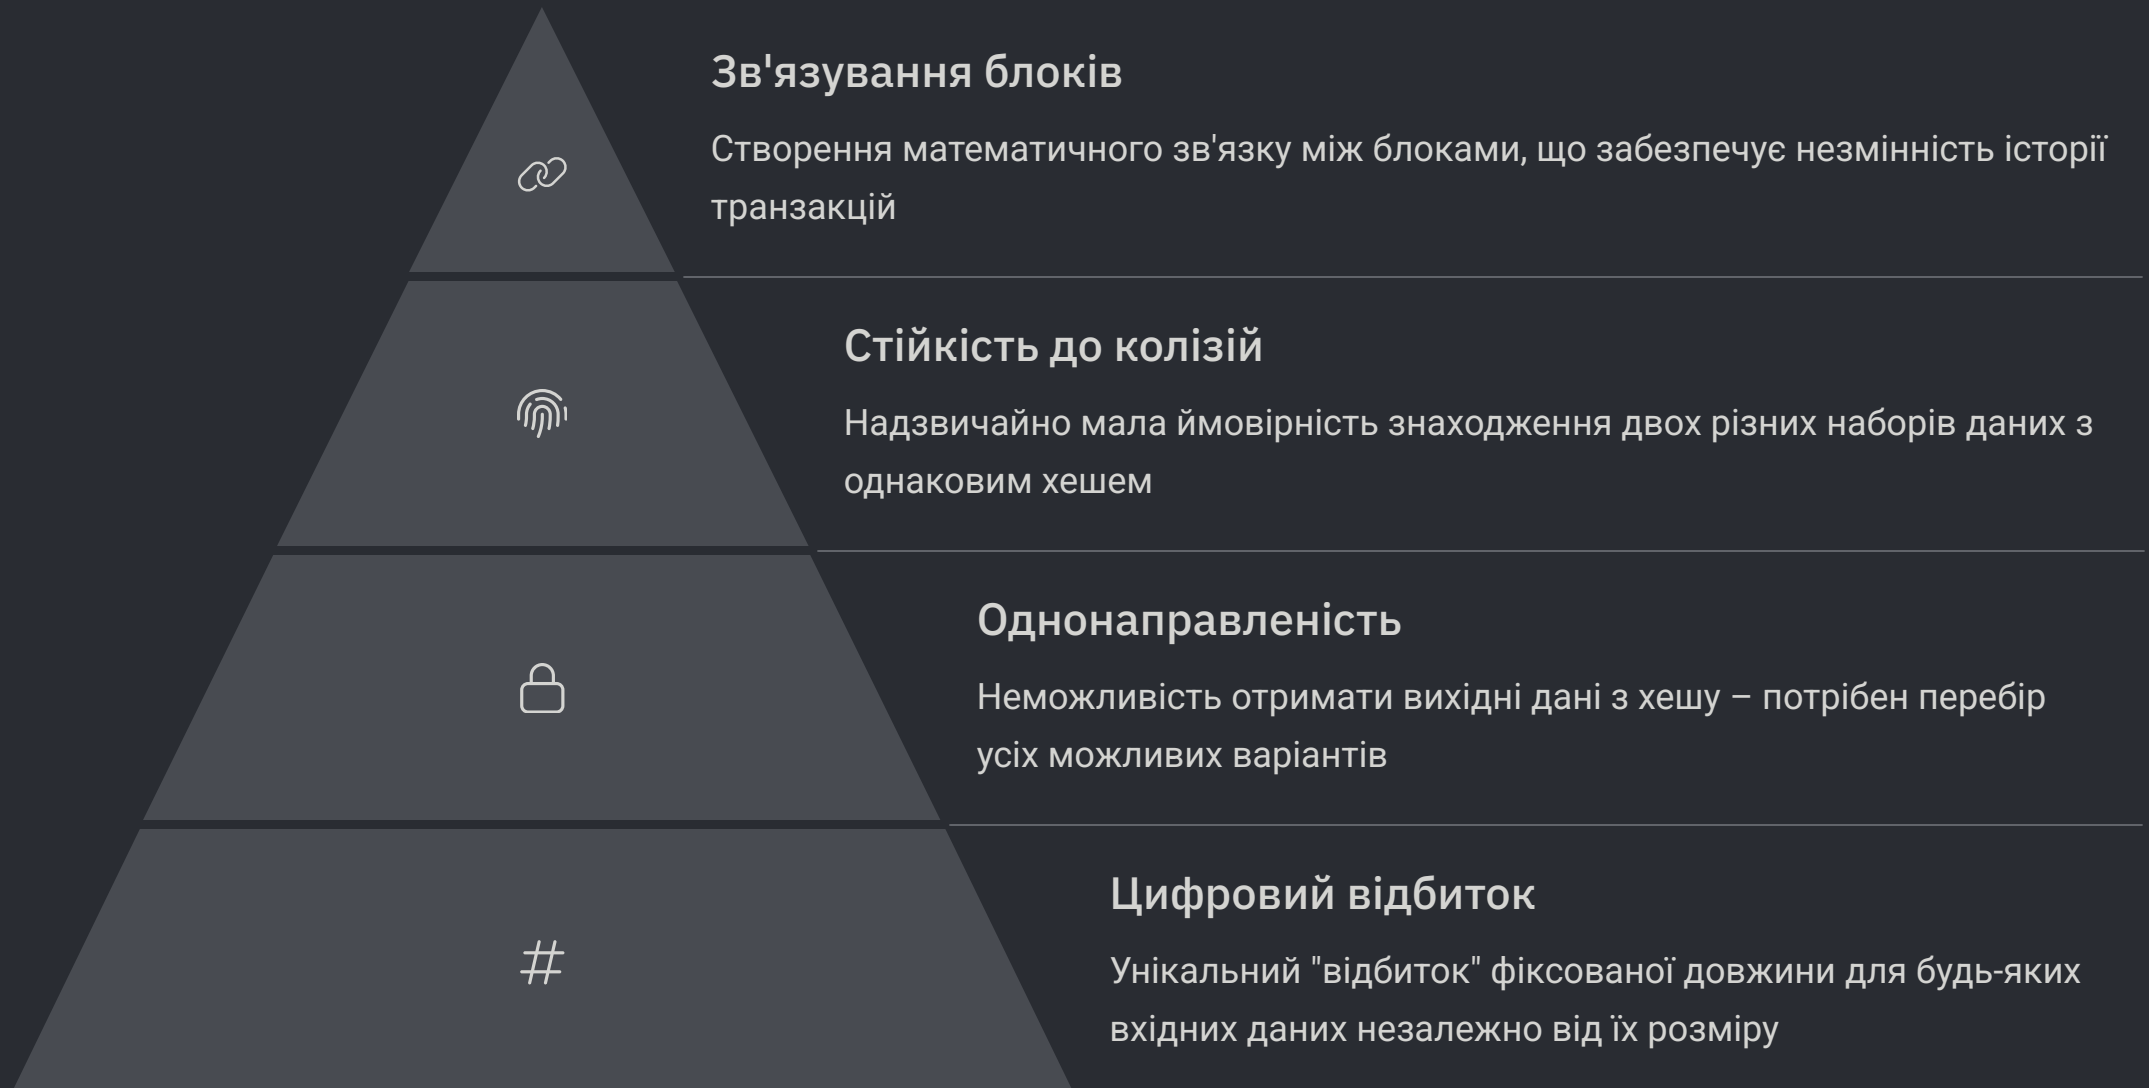 Зв'язування блоків
Створення математичного зв'язку між блоками, що забезпечує незмінність історії
транзакцій
Стійкість до колізій
Надзвичайно мала ймовірність знаходження двох різних наборів даних з
однаковим хешем
Однонаправленість
Неможливість отримати вихідні дані з хешу – потрібен перебір
усіх можливих варіантів
#
Цифровий відбиток
Унікальний "відбиток" фіксованої довжини для будь-яких
вхідних даних незалежно від їх розміру